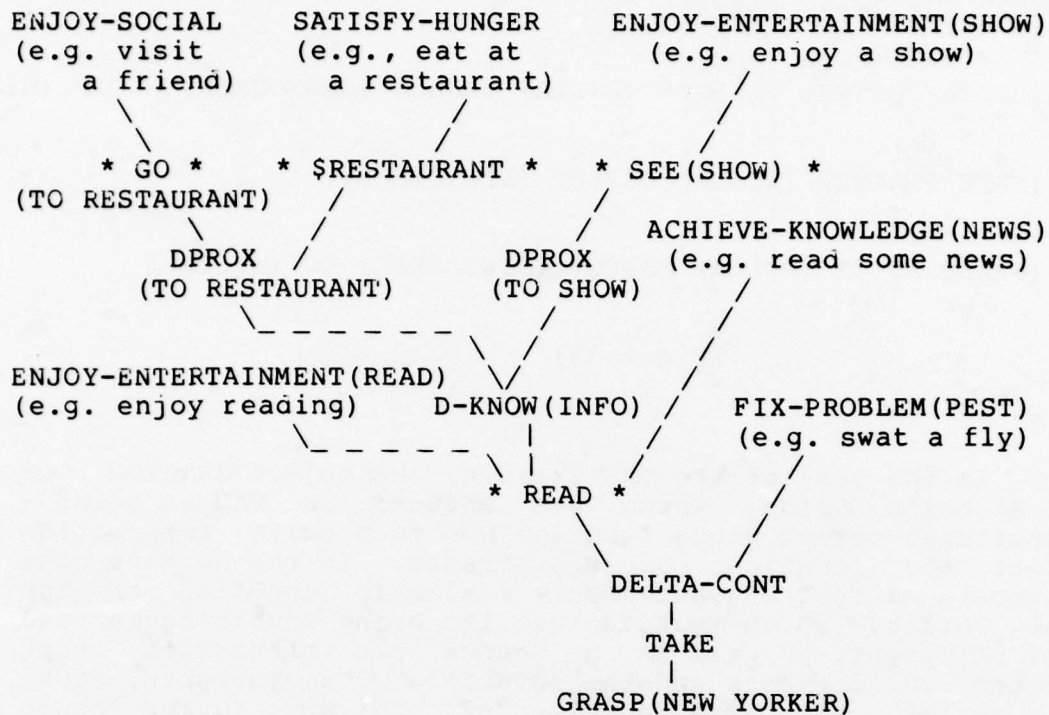 ENJOY-SOCIAL SATISFY-HUNGER ENJOY-ENTERTAINMENT(SHOW)
(e.g. visit (e.g., eat at (e.g. enjoy a show)
a friend) a restaurant)
* GO * * $RESTAURANT * * SEE(SHOW) *
(TO RESTAURANT)
ACHIEVE-KNOWLEDGE(NEWS)
DPROX DPROX (e.g. read some news)
(TO RESTAURANT) (TO SHOW)
ENJOY-ENTERTAINMENT(READ)
(e.g. enjoy reading) D-KNOW(INFO) FIX-PROBLEM(PEST)
(e.g. swat a fly)
* READ *
DELTA-CONT
TAKE
GRASP(NEW YORKER)